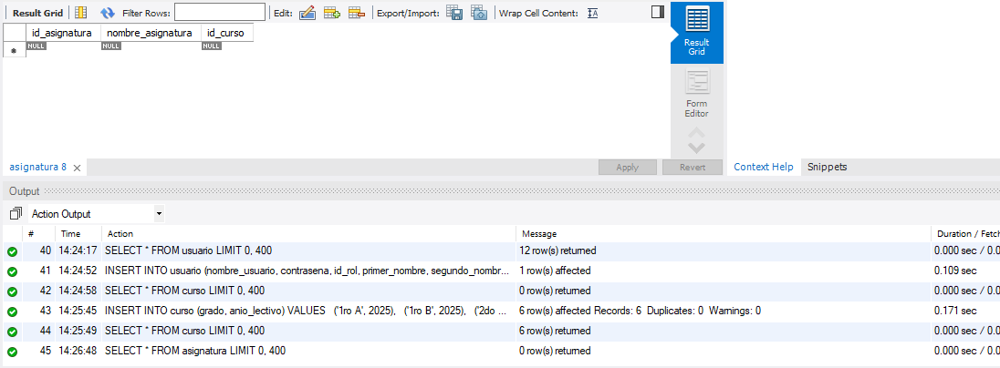 Result Grid Filter Rows: Edit: Export/Import: Wrap Cell Content:
id_asignatura nombre_asignatura id_curso
* NULL NULL NULL
Result Grid
Form Editor
asignatura 8 Apply Revert Context Help Snippets
Output
Action Output
# Time Action Message Duration / Fetch
40 14:24:17 SELECT * FROM usuario LIMIT 0, 400 12 row(s) returned 0.000 sec / 0.0
41 14:24:52 INSERT INTO usuario (nombre_usuario, contrasena, id_rol, primer_nombre, segundo_nombr... 1 row(s) affected 0.109 sec
42 14:24:58 SELECT * FROM curso LIMIT 0, 400 0 row(s) returned 0.000 sec / 0.0
43 14:25:45 INSERT INTO curso (grado, anio_lectivo) VALUES ('1ro A', 2025), ('1ro B', 2025), ('2do ... 6 row(s) affected Records: 6 Duplicates: 0 Warnings: 0 0.171 sec
44 14:25:49 SELECT * FROM curso LIMIT 0, 400 6 row(s) returned 0.000 sec / 0.0
45 14:26:48 SELECT * FROM asignatura LIMIT 0, 400 0 row(s) returned 0.000 sec / 0.0